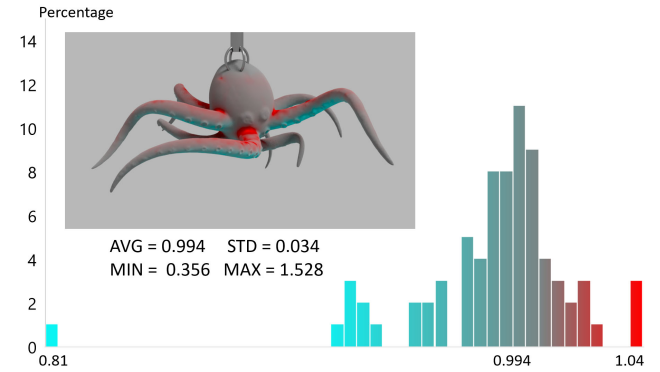 Percentage
14
12
10
8
6
4
2
0
AVG = 0.994 STD = 0.034
MIN = 0.356 MAX = 1.528
0.81 0.994 1.04